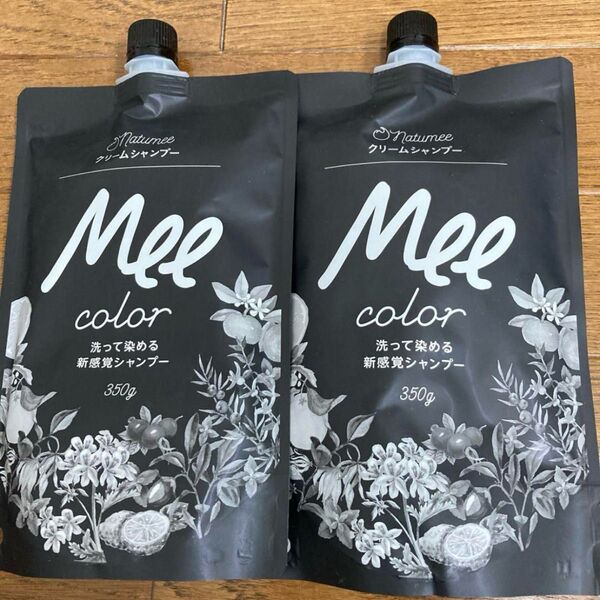 Natumee
クリームシャンプー
Mee
color
洗って染める
新感覚シャンプー
350g
Natumee
クリームシャンプー
Mee
color
洗って染める
新感覚シャンプー
350g